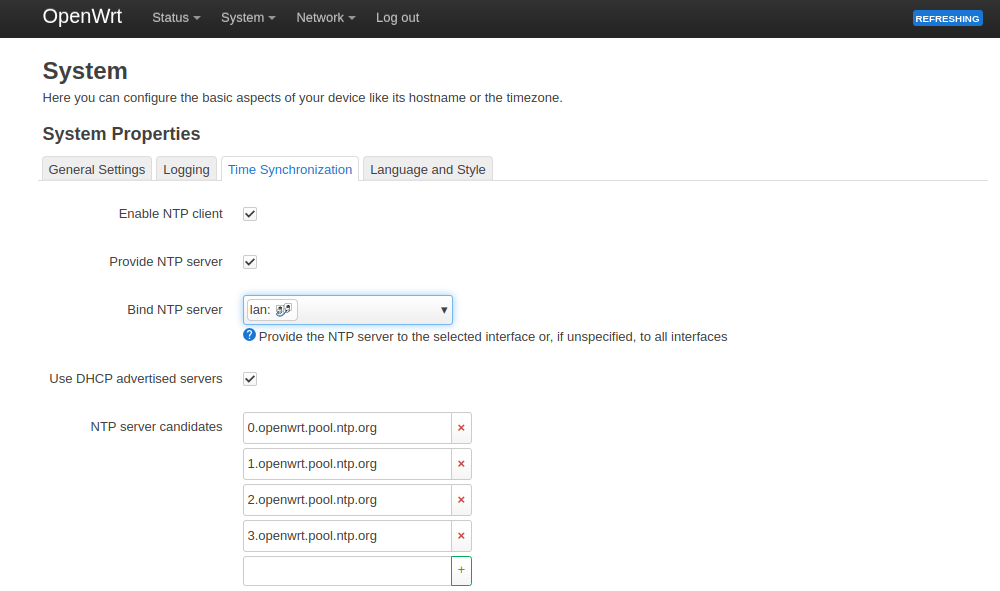 OpenWrt Status System Network Log out REFRESHING
System
Here you can configure the basic aspects of your device like its hostname or the timezone.
System Properties
General Settings Logging Time Synchronization Language and Style
Enable NTP client
Provide NTP server
Bind NTP server lan:
Provide the NTP server to the selected interface or, if unspecified, to all interfaces
Use DHCP advertised servers
NTP server candidates 0.openwrt.pool.ntp.org ×
1.openwrt.pool.ntp.org ×
2.openwrt.pool.ntp.org ×
3.openwrt.pool.ntp.org ×
+